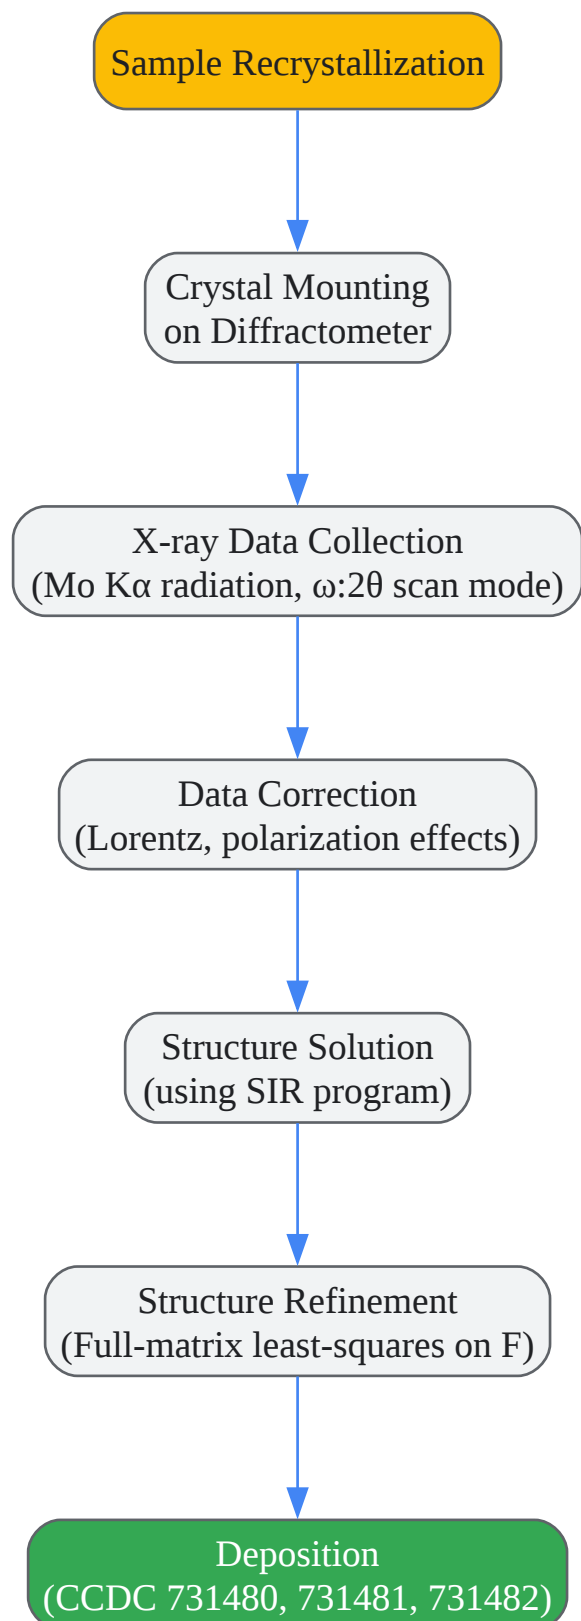 Sample Recrystallization
Crystal Mounting
on Diffractometer
X-ray Data Collection
(Mo Kα radiation, ω:2θ scan mode)
Data Correction
(Lorentz, polarization effects)
Structure Solution
(using SIR program)
Structure Refinement
(Full-matrix least-squares on F)
Deposition
(CCDC 731480, 731481, 731482)